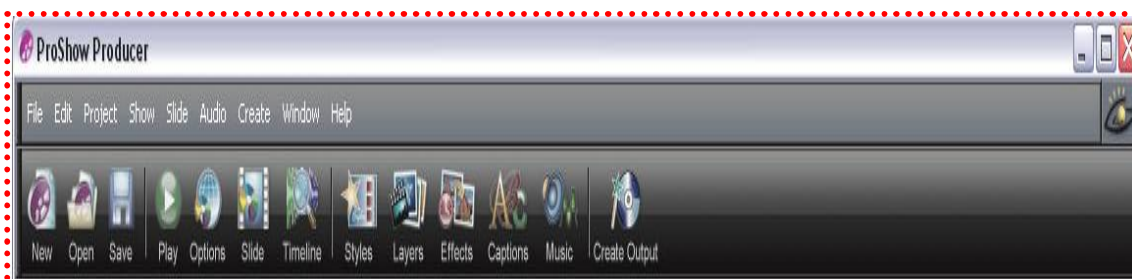 ProShow Producer
File Edit Project Show Slide Audio Create Window Help
New Open Save Play Options Slide Timeline Styles Layers Effects Captions Music Create Output